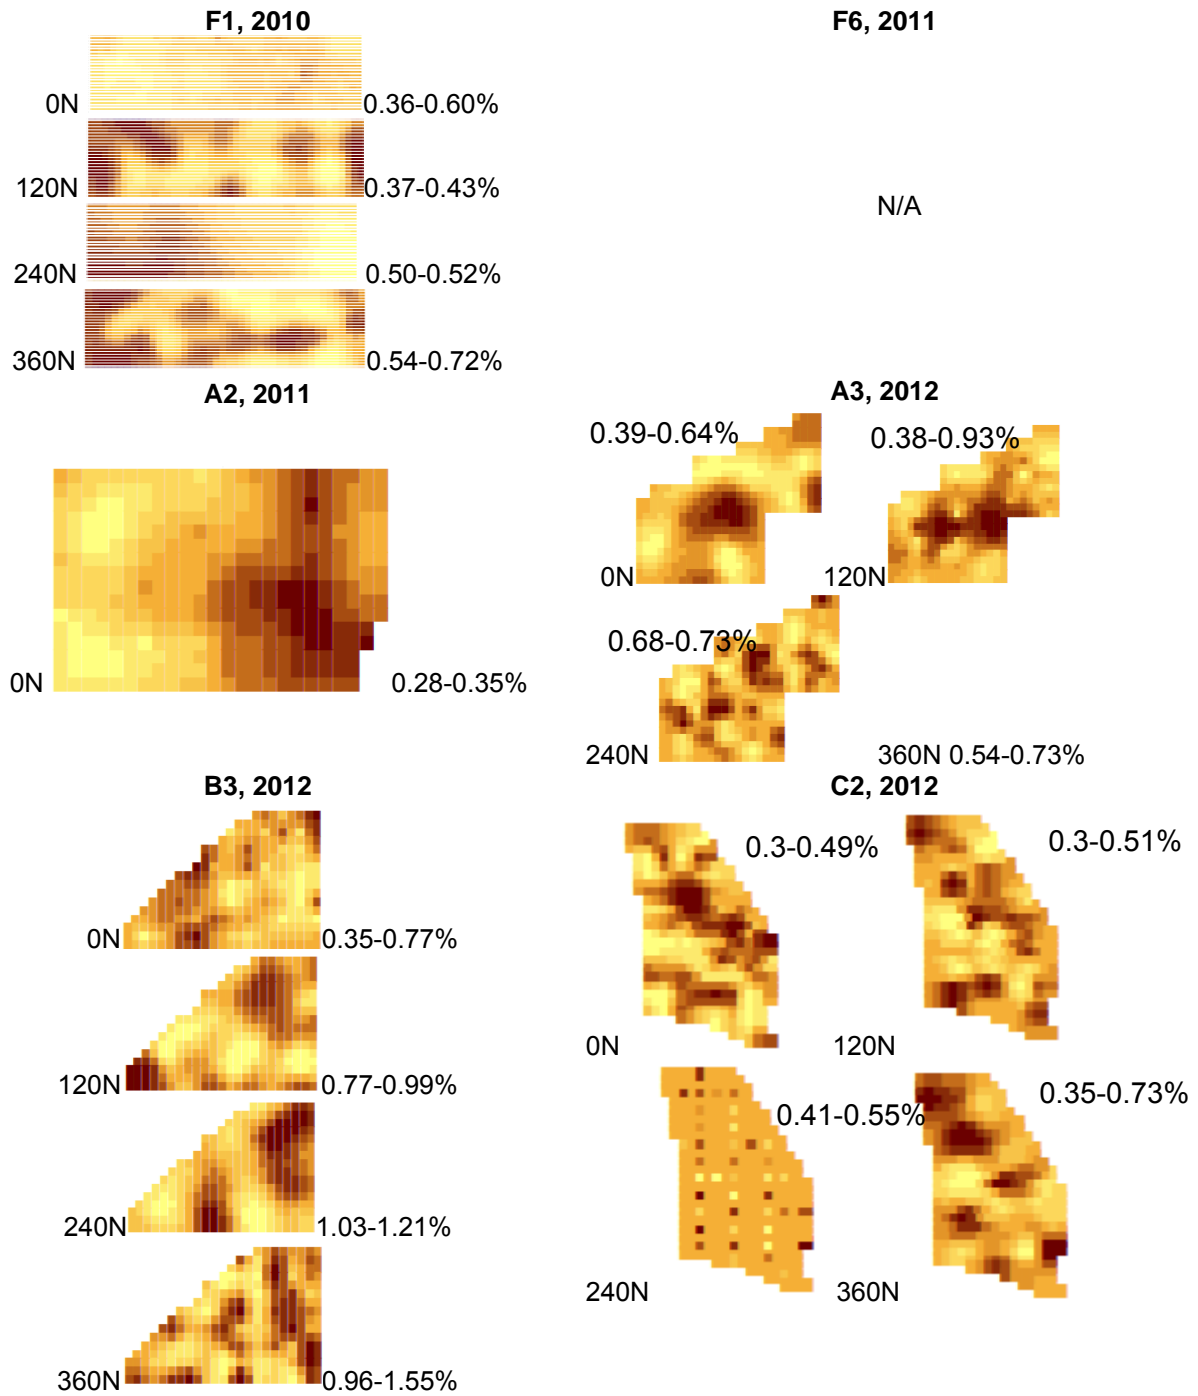 F1, 2010
0N 0.36-0.60%
120N 0.37-0.43%
240N 0.50-0.52%
360N 0.54-0.72%
F6, 2011
N/A
A2, 2011
0N 0.28-0.35%
A3, 2012
0.39-0.64% 0.38-0.93%
0N 120N
0.68-0.73%
240N 360N 0.54-0.73%
B3, 2012
0N 0.35-0.77%
120N 0.77-0.99%
240N 1.03-1.21%
360N 0.96-1.55%
C2, 2012
0.3-0.49% 0.3-0.51%
0N 120N
0.41-0.55% 0.35-0.73%
240N 360N